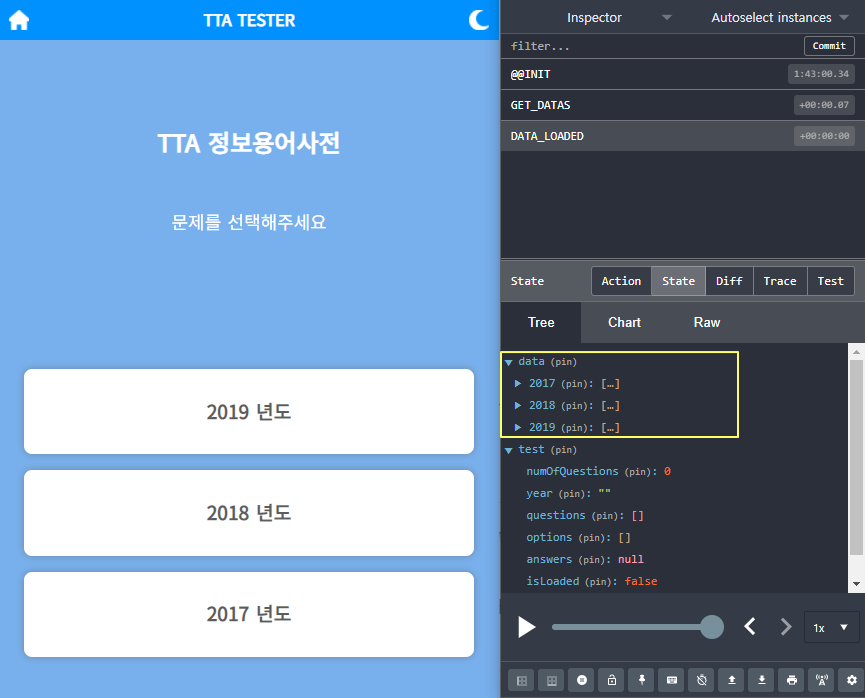 TTA TESTER
TTA 정보용어사전
문제를 선택해주세요
2019 년도
2018 년도
2017 년도
Inspector
Autoselect instances
filter...
Commit
@@INIT
1:43:00.34
GET_DATAS
+00:00.07
DATA_LOADED
+00:00:00
State
Action
State
Diff
Trace
Test
Tree
Chart
Raw
data (pin)
2017 (pin): […]
2018 (pin): […]
2019 (pin): […]
test (pin)
numOfQuestions (pin): 0
year (pin): ""
questions (pin): []
options (pin): []
answers (pin): null
isLoaded (pin): false
1x